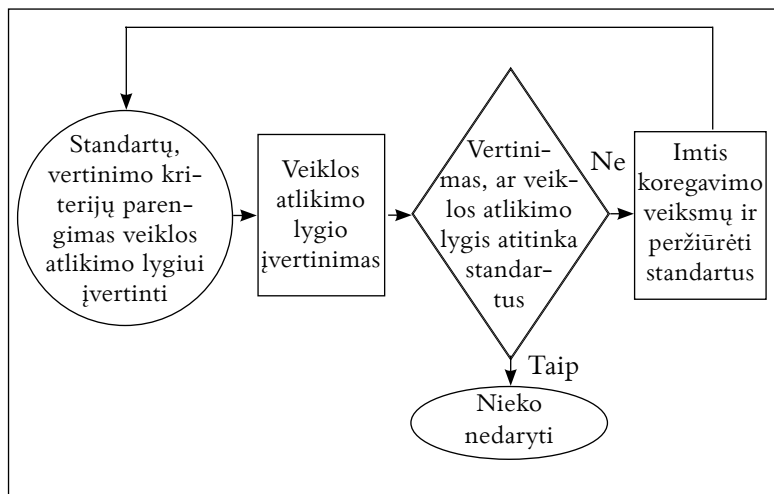 Standartų,
vertinimo kri-
terijų paren-
gimas veiklos
atlikimo lygiui
įvertinti
Veiklos
atlikimo
lygio
įvertinimas
Vertini-
mas, ar veik-
los atlikimo
lygis atitinka
standar-
tus
Ne
Imtis
koregavimo
veiksmų ir
peržiūrėti
standartus
Taip
Nieko
nedaryti